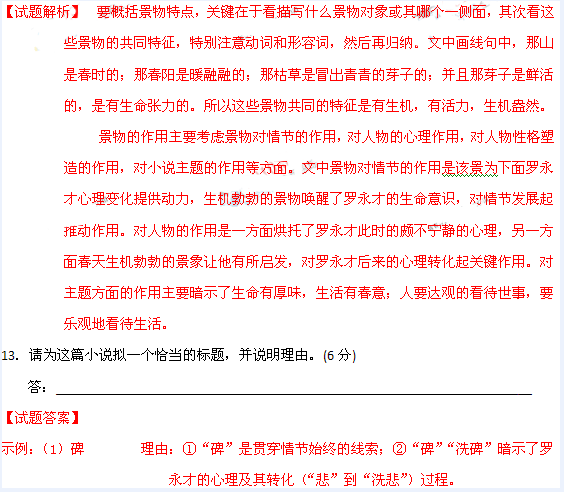 【试题解析】 要概括景物特点，关键在于看描写什么景物对象或其哪个一侧面，其次看这
些景物的共同特征，特别注意动词和形容词，然后再归纳。文中画线句中，那山
是春时的；那春阳是暖融融的；那枯草是冒出青青的芽子的；并且那芽子是鲜活
的，是有生命张力的。所以这些景物共同的特征是有生机，有活力，生机盎然。
景物的作用主要考虑景物对情节的作用，对人物的心理作用，对人物性格塑
造的作用，对小说主题的作用等方面。文中景物对情节的作用是该景为下面罗永
才心理变化提供动力，生机勃勃的景物唤醒了罗永才的生命意识，对情节发展起
推动作用。对人物的作用是一方面烘托了罗永才此时的颇不宁静的心理，另一方
面春天生机勃勃的景象让他有所启发，对罗永才后来的心理转化起关键作用。对
主题方面的作用主要暗示了生命有厚味，生活有春意；人要达观的看待世事，要
乐观地看待生活。
13．请为这篇小说拟一个恰当的标题，并说明理由。(6 分)
答：
【试题答案】
示例：（1）碑 理由：①“碑”是贯穿情节始终的线索；②“碑”“洗碑”暗示了罗
永才的心理及其转化（“悲”到“洗悲”）过程。